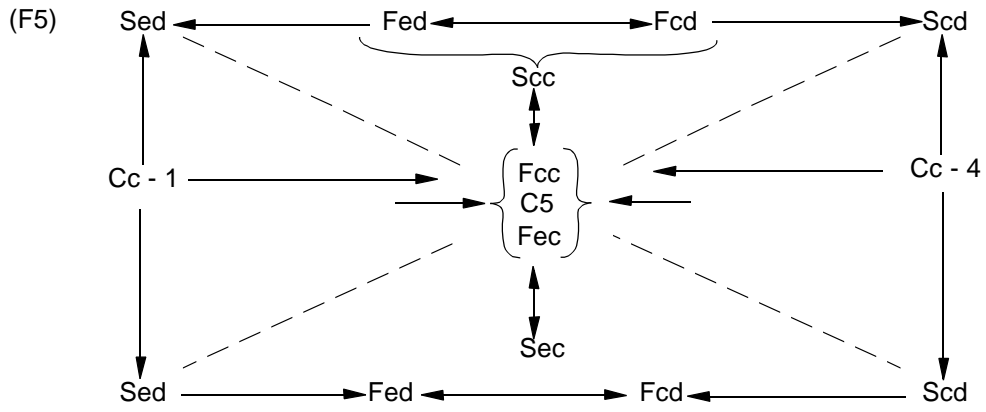 (F5) Sed Fed Fcd Scd
Scc
Cc - 1 Fcc Cc - 4
C5
Fec
Sec
Sed Fed Fcd Scd